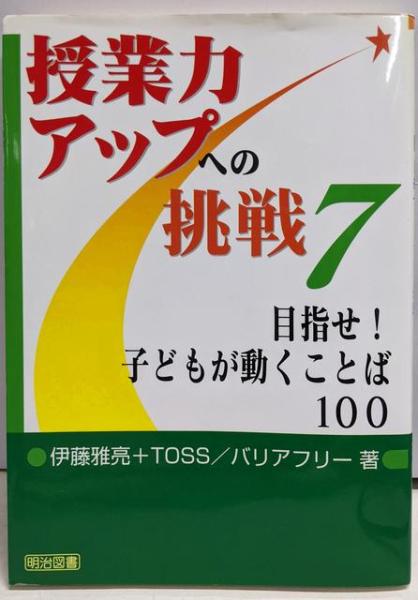 授業力
アップへの
挑戦7
目指せ！
子どもが動くことば
100
伊藤雅亮＋TOSS／バリアフリー 著
明治図書